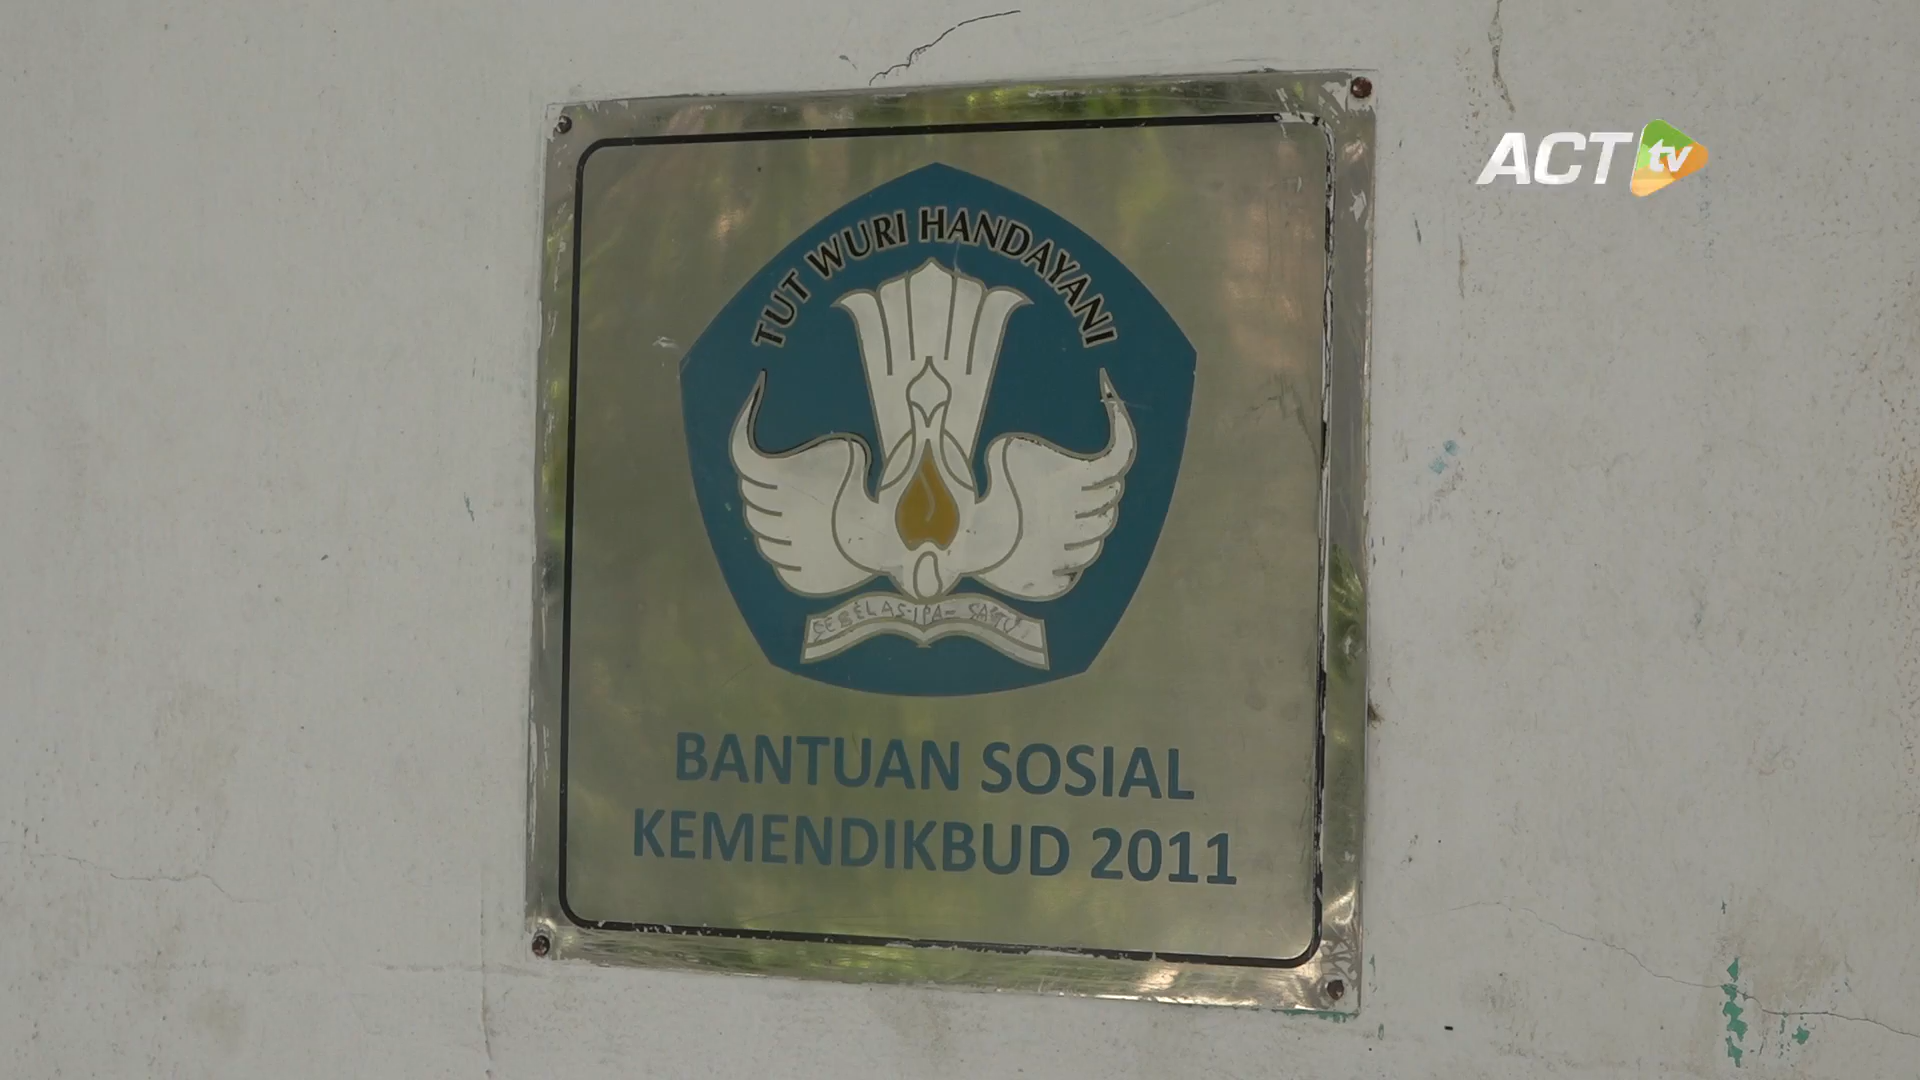 ACT tv
TUT WURI HANDAYANI
SEBELAS-IPA-SATU
BANTUAN SOSIAL
KEMENDIKBUD 2011